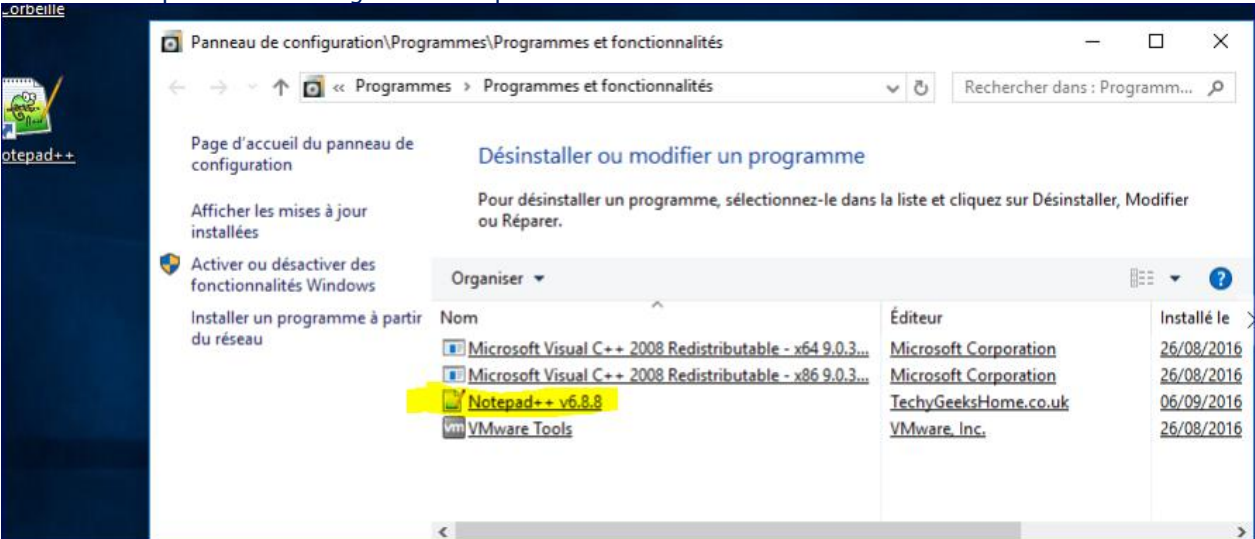 Corbeille
Panneau de configuration\Programmes\Programmes et fonctionnalités
« Programmes > Programmes et fonctionnalités
Rechercher dans : Programm...
otepad++
Page d'accueil du panneau de
configuration
Afficher les mises à jour
installées
Activer ou désactiver des
fonctionnalités Windows
Installer un programme à partir
du réseau
Désinstaller ou modifier un programme
Pour désinstaller un programme, sélectionnez-le dans la liste et cliquez sur Désinstaller, Modifier
ou Réparer.
Organiser
Nom Éditeur Installé le
Microsoft Visual C++ 2008 Redistributable - x64 9.0.3... Microsoft Corporation 26/08/2016
Microsoft Visual C++ 2008 Redistributable - x86 9.0.3... Microsoft Corporation 26/08/2016
Notepad++ v6.8.8 TechyGeeksHome.co.uk 06/09/2016
VMware Tools VMware, Inc. 26/08/2016